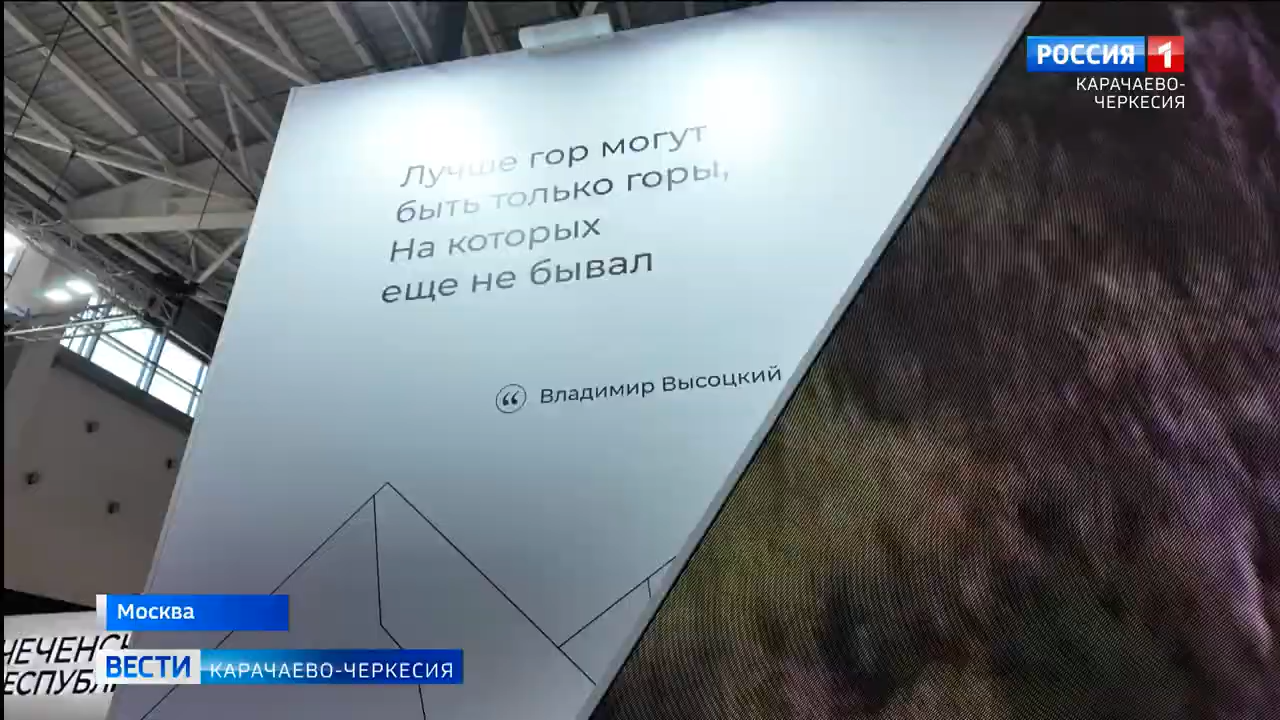 РОССИЯ 1
КАРАЧАЕВО-
ЧЕРКЕСИЯ
Лучше гор могут
быть только горы,
На которых
еще не бывал
Владимир Высоцкий
Москва
ВЕСТИ КАРАЧАЕВО-ЧЕРКЕСИЯ